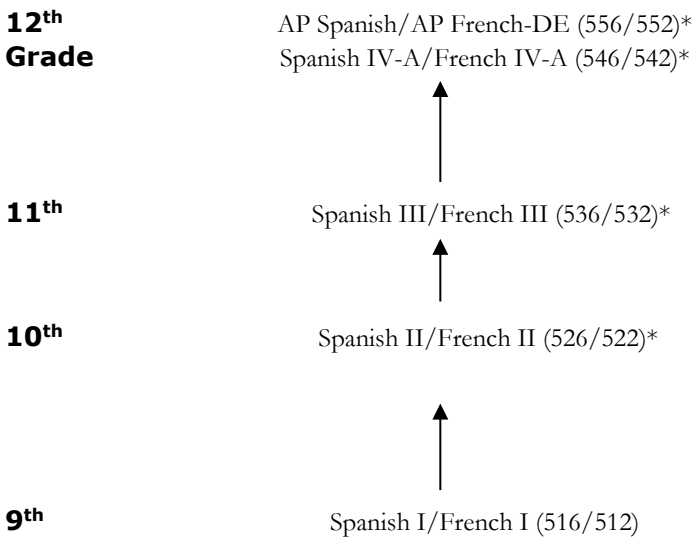 12th AP Spanish/AP French-DE (556/552)*
Grade Spanish IV-A/French IV-A (546/542)*
11th Spanish III/French III (536/532)*
10th Spanish II/French II (526/522)*
9th Spanish I/French I (516/512)